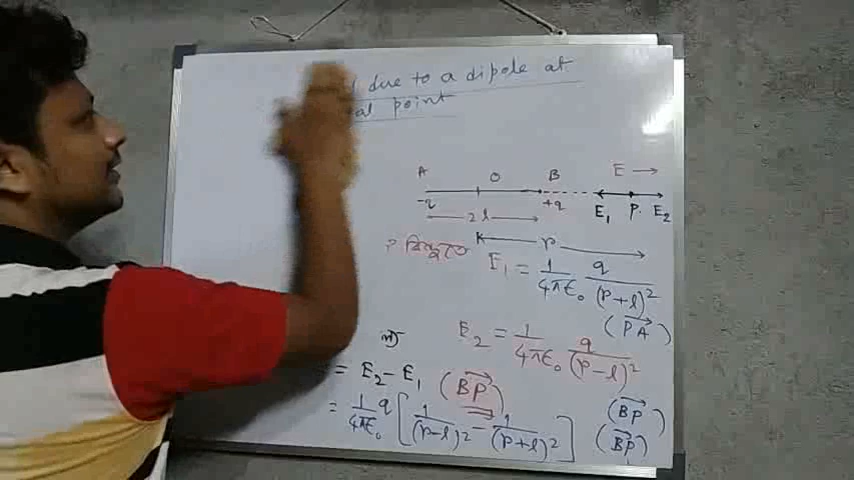 due to a dipole at
al point
A O B E →
-q +q E₁ P. E₂
2l
r
P বিন্দুতে E₁ = 1/4πε₀ q/(r+l)²
(PA→)
E₂ = 1/4πε₀ q/(r-l)²
= E₂ - E₁ (BP→) (BP→)
= 1/4πε₀ q [1/(r-l)² - 1/(r+l)²] (BP→)